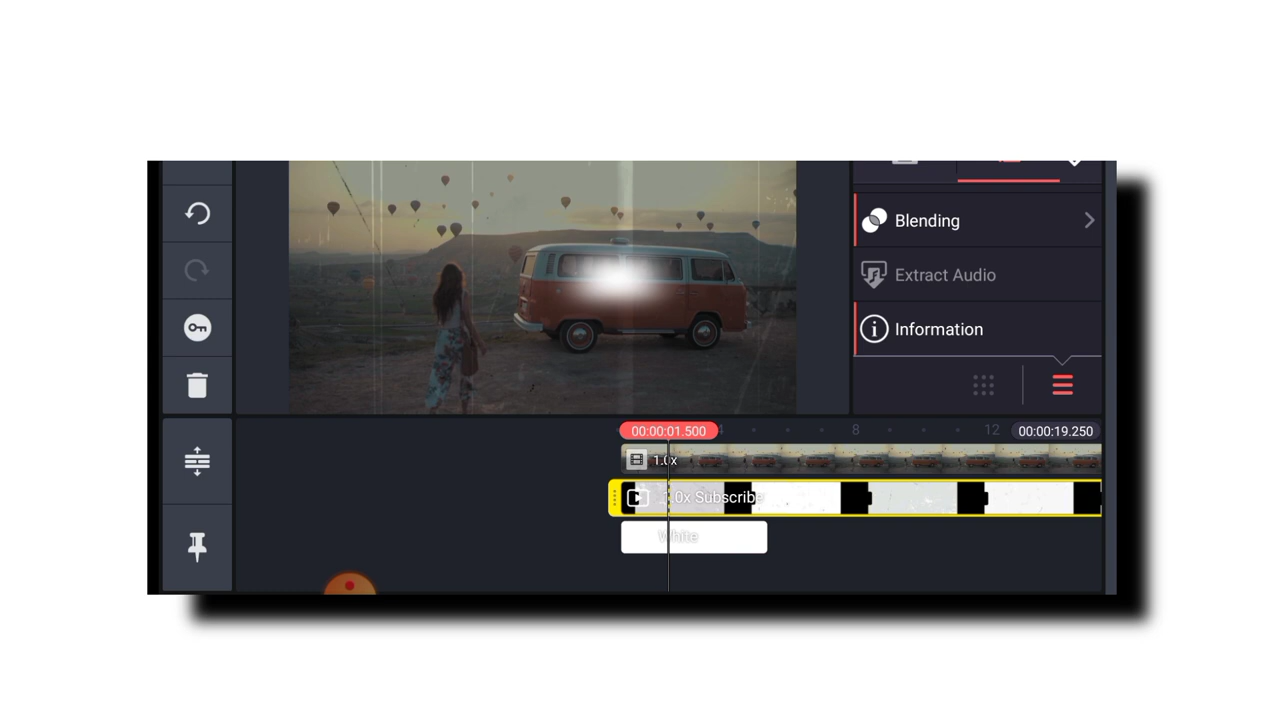 Blending
Extract Audio
Information
00:00:01.500
4
8
12
00:00:19.250
1.0x
.0x Subscribe
White